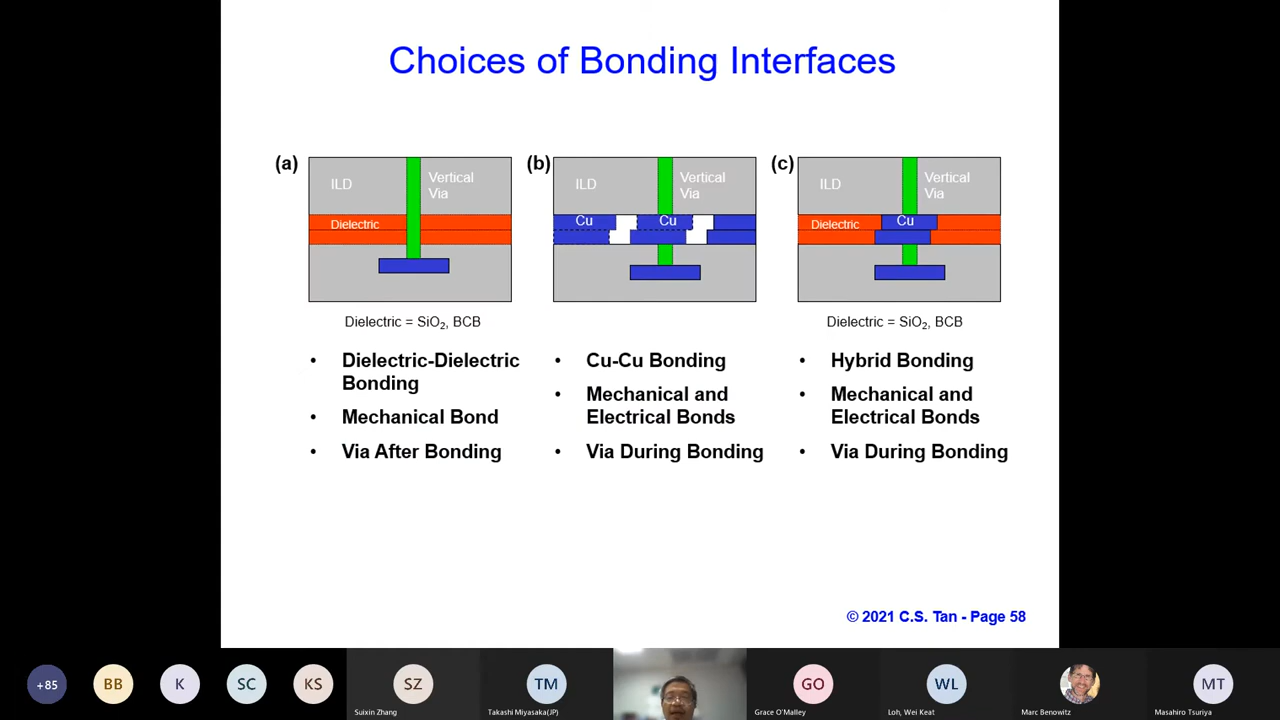 Choices of Bonding Interfaces
(a)
ILD
Vertical
Via
Dielectric
Dielectric = SiO₂, BCB
• Dielectric-Dielectric
Bonding
• Mechanical Bond
• Via After Bonding
(b)
ILD
Vertical
Via
Cu
Cu
• Cu-Cu Bonding
• Mechanical and
Electrical Bonds
• Via During Bonding
(c)
ILD
Vertical
Via
Dielectric
Cu
Dielectric = SiO₂, BCB
• Hybrid Bonding
• Mechanical and
Electrical Bonds
• Via During Bonding
© 2021 C.S. Tan - Page 58
+85
BB
K
SC
KS
SZ
Suixin Zhang
TM
Takashi Miyasaka(JP)
GO
Grace O'Malley
WL
Loh, Wei Keat
Marc Benowitz
MT
Masahiro Tsuriya